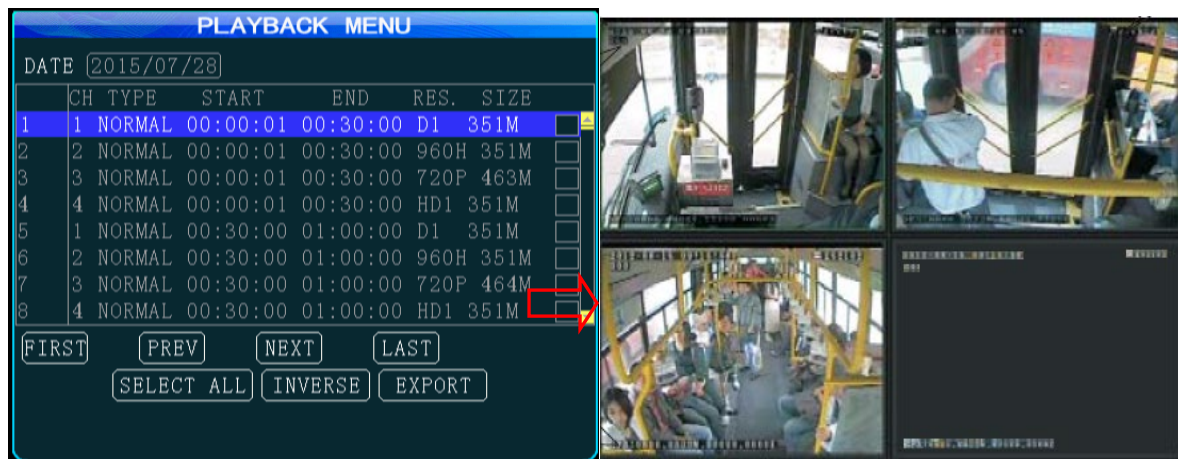 PLAYBACK MENU
DATE 2015/07/28
CH TYPE START END RES. SIZE
1 1 NORMAL 00:00:01 00:30:00 D1 351M
2 2 NORMAL 00:00:01 00:30:00 960H 351M
3 3 NORMAL 00:00:01 00:30:00 720P 463M
4 4 NORMAL 00:00:01 00:30:00 HD1 351M
5 1 NORMAL 00:30:00 01:00:00 D1 351M
6 2 NORMAL 00:30:00 01:00:00 960H 351M
7 3 NORMAL 00:30:00 01:00:00 720P 464M
8 4 NORMAL 00:30:00 01:00:00 HD1 351M
FIRST PREV NEXT LAST
SELECT ALL INVERSE EXPORT